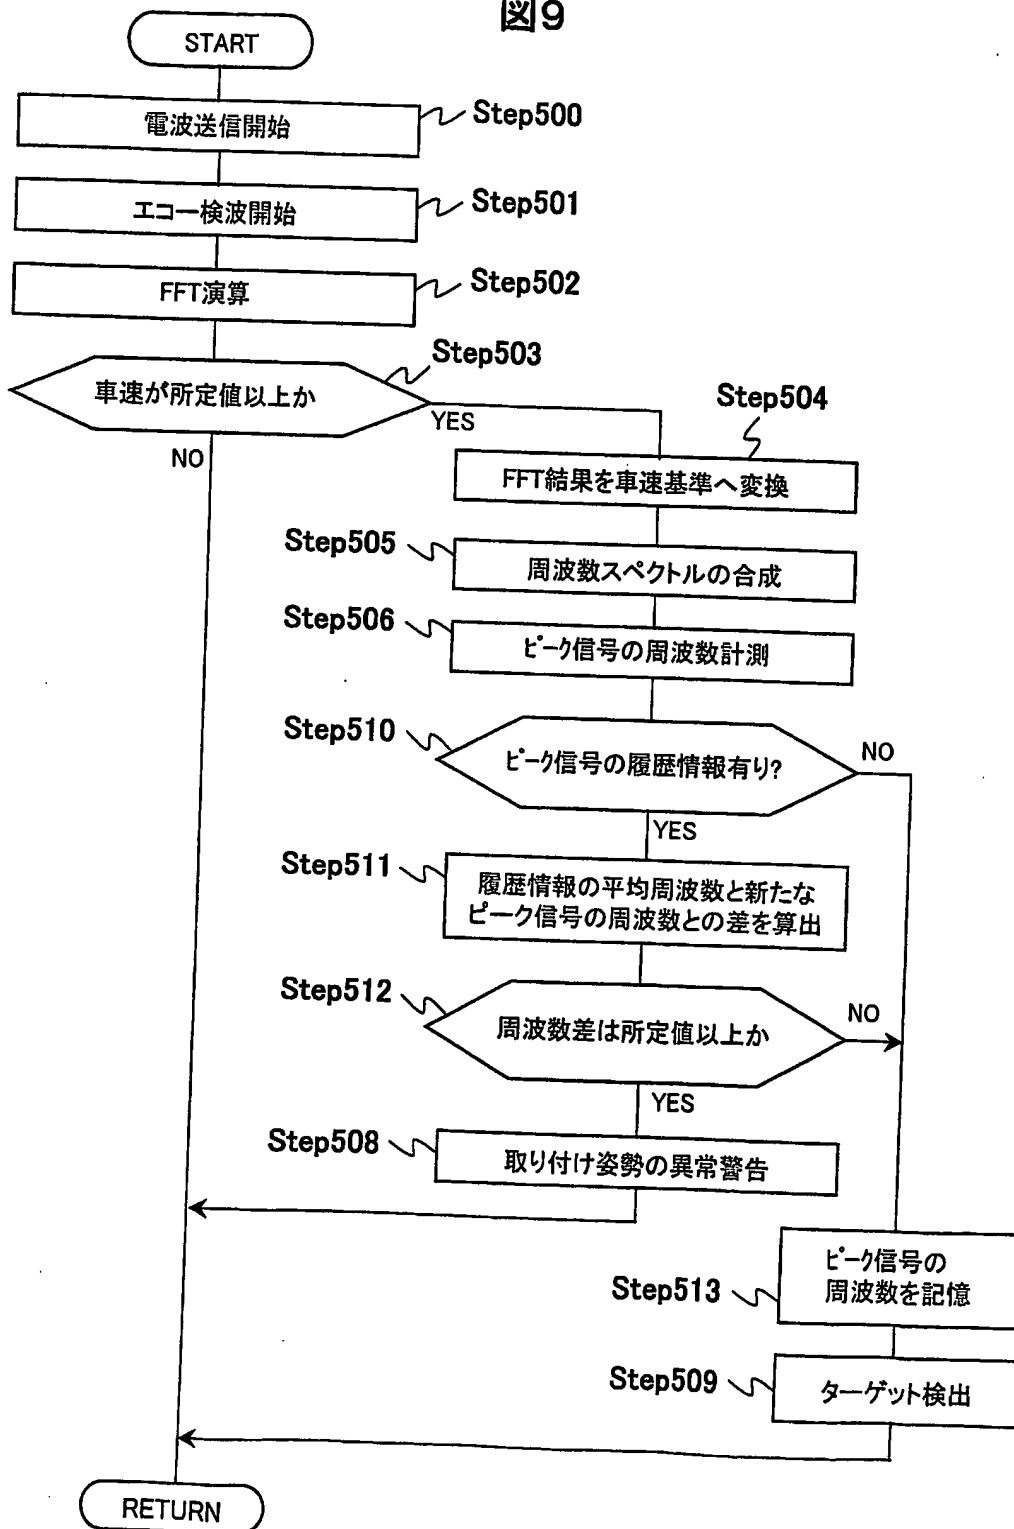 図9
START
電波送信開始
Step500
エコー検波開始
Step501
FFT演算
Step502
車速が所定値以上か
Step503
YES
NO
Step504
FFT結果を車速基準へ変換
Step505
周波数スペクトルの合成
Step506
ピーク信号の周波数計測
Step510
ピーク信号の履歴情報有り?
NO
YES
Step511
履歴情報の平均周波数と新たな
ピーク信号の周波数との差を算出
Step512
周波数差は所定値以上か
NO
YES
Step508
取り付け姿勢の異常警告
ピーク信号の
周波数を記憶
Step513
Step509
ターゲット検出
RETURN